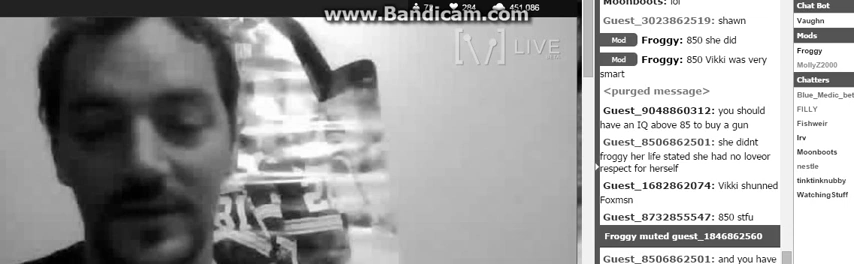 www.Bandicam.com
284 451,086
LIVE
Moonboots: lol
Guest_3023862519: shawn
Mod Froggy: 850 she did
Mod Froggy: 850 Vikki was very
smart
<purged message>
Guest_9048860312: you should
have an IQ above 85 to buy a gun
Guest_8506862501: she didnt
froggy her life stated she had no loveor
respect for herself
Guest_1682862074: Vikki shunned
Foxmsn
Guest_8732855547: 850 stfu
Froggy muted guest_1846862560
Guest_8506862501: and you have
Chat Bot
Vaughn
Mods
Froggy
MollyZ2000
Chatters
Blue_Medic_bet
FILLY
Fishweir
Irv
Moonboots
nestle
tinktinknubby
WatchingStuff